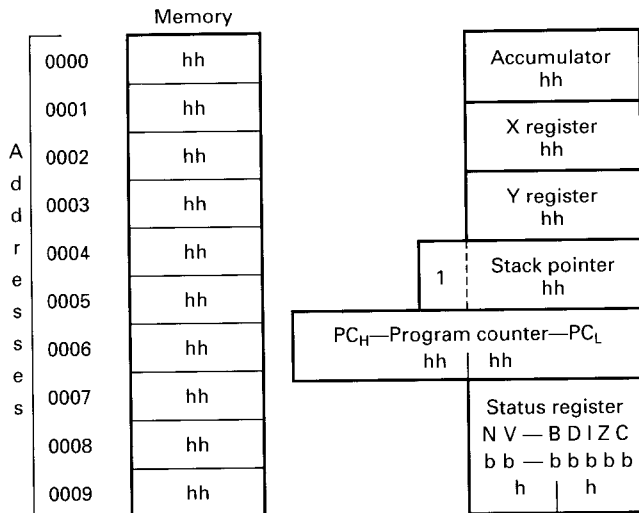 Memory
Addresses
0000 hh
0001 hh
0002 hh
0003 hh
0004 hh
0005 hh
0006 hh
0007 hh
0008 hh
0009 hh
Accumulator
hh
X register
hh
Y register
hh
1 Stack pointer
hh
PCH—Program counter—PCL
hh hh
Status register
N V — B D I Z C
b b — b b b b b
h h